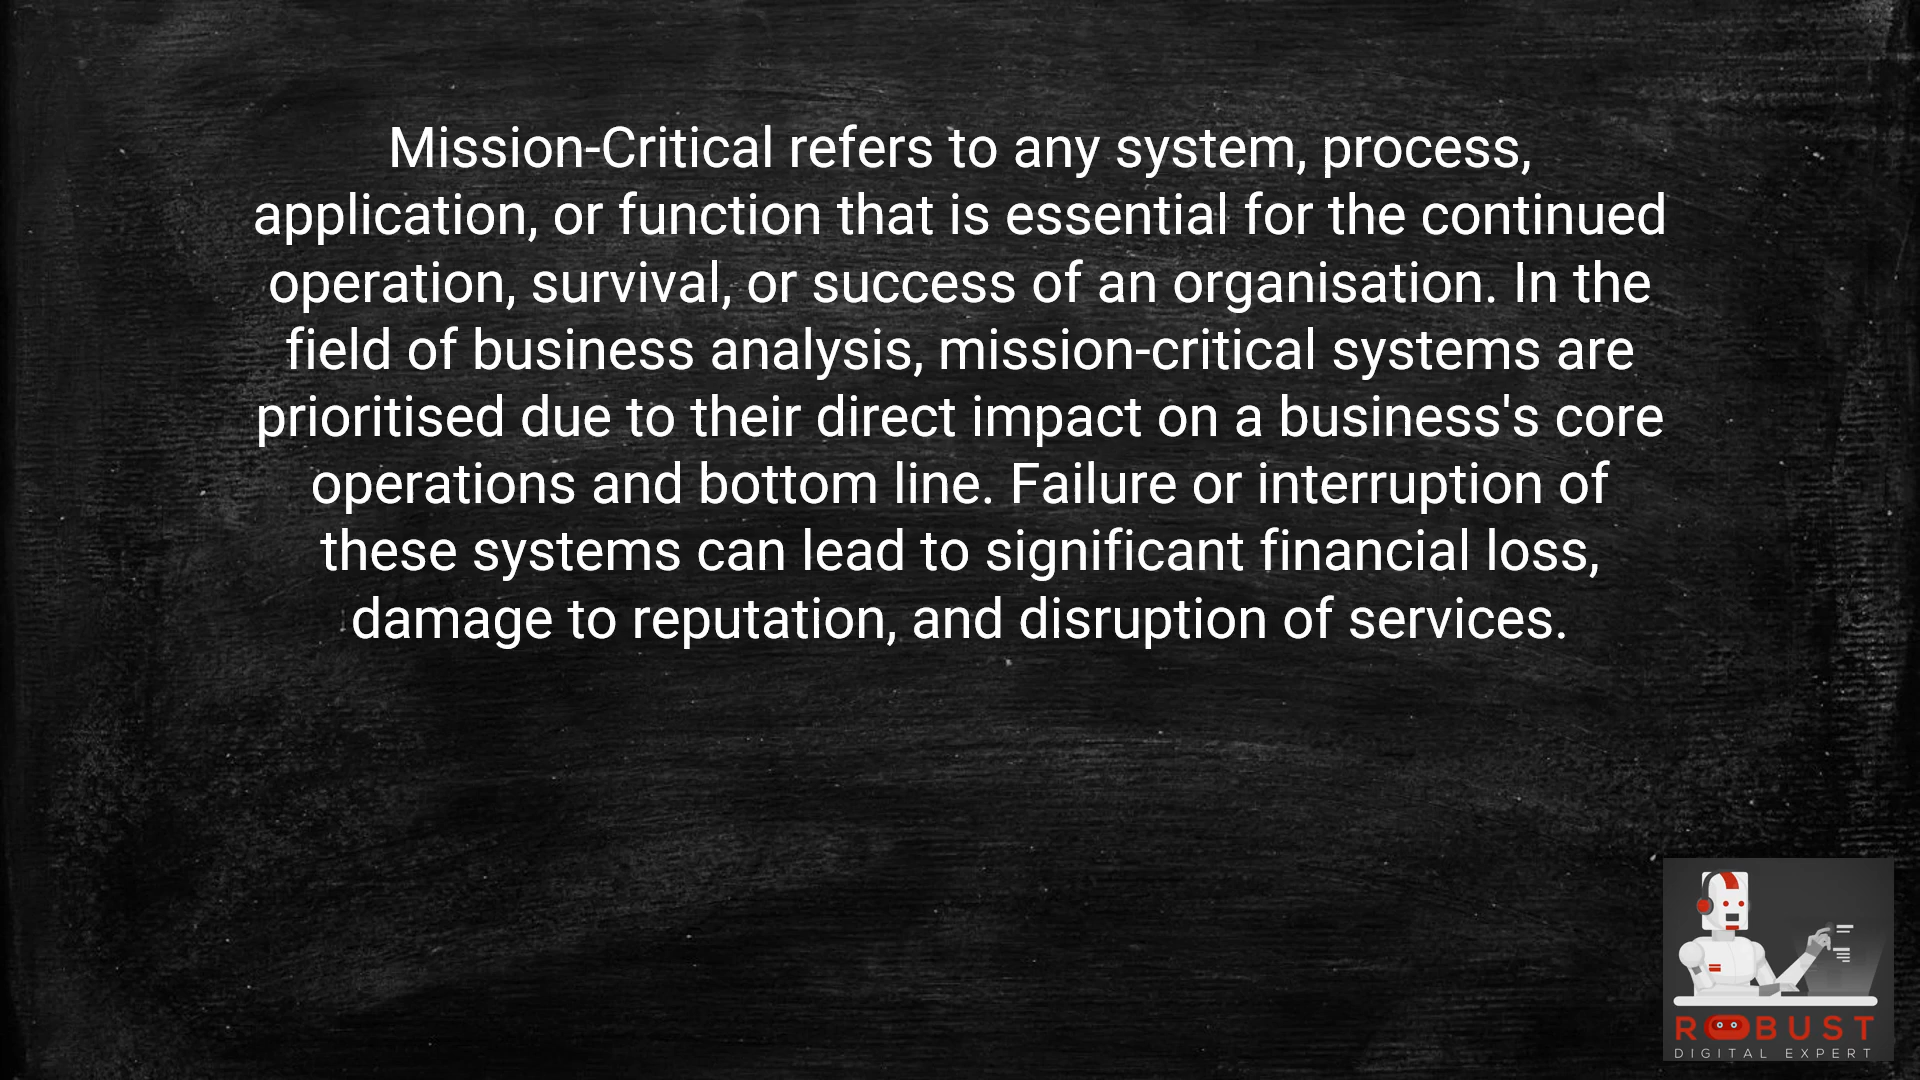 Mission-Critical refers to any system, process,
application, or function that is essential for the continued
operation, survival, or success of an organisation. In the
field of business analysis, mission-critical systems are
prioritised due to their direct impact on a business's core
operations and bottom line. Failure or interruption of
these systems can lead to significant financial loss,
damage to reputation, and disruption of services.
ROBUST
DIGITAL EXPERT